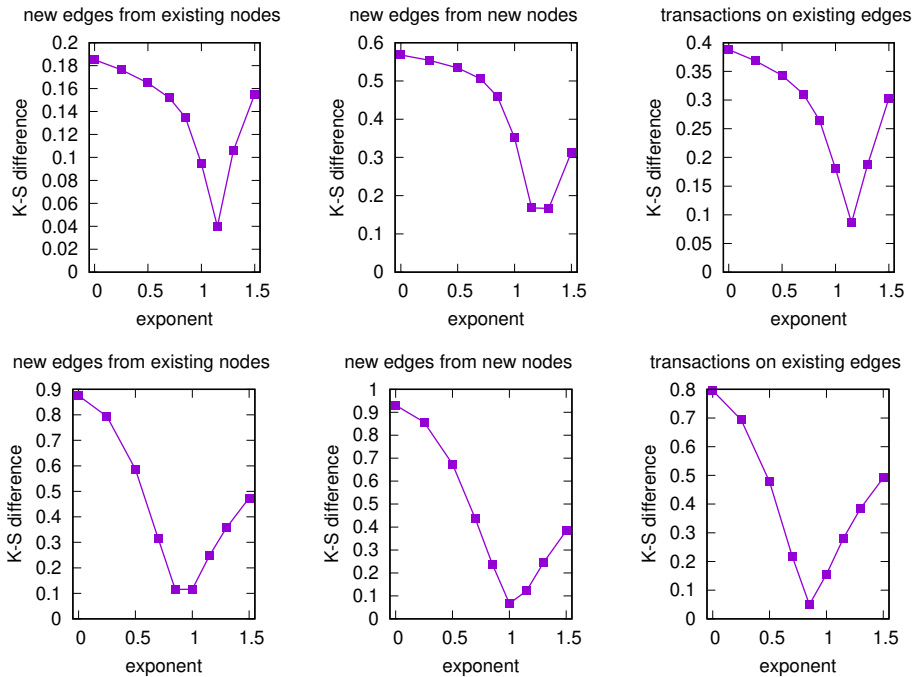 new edges from existing nodes
K-S difference
0.2
0.18
0.16
0.14
0.12
0.1
0.08
0.06
0.04
0.02
0
0 0.5 1 1.5
exponent
new edges from new nodes
K-S difference
0.6
0.5
0.4
0.3
0.2
0.1
0
0 0.5 1 1.5
exponent
transactions on existing edges
K-S difference
0.4
0.35
0.3
0.25
0.2
0.15
0.1
0.05
0
0 0.5 1 1.5
exponent
new edges from existing nodes
K-S difference
0.9
0.8
0.7
0.6
0.5
0.4
0.3
0.2
0.1
0
0 0.5 1 1.5
exponent
new edges from new nodes
K-S difference
1
0.9
0.8
0.7
0.6
0.5
0.4
0.3
0.2
0.1
0
0 0.5 1 1.5
exponent
transactions on existing edges
K-S difference
0.8
0.7
0.6
0.5
0.4
0.3
0.2
0.1
0
0 0.5 1 1.5
exponent